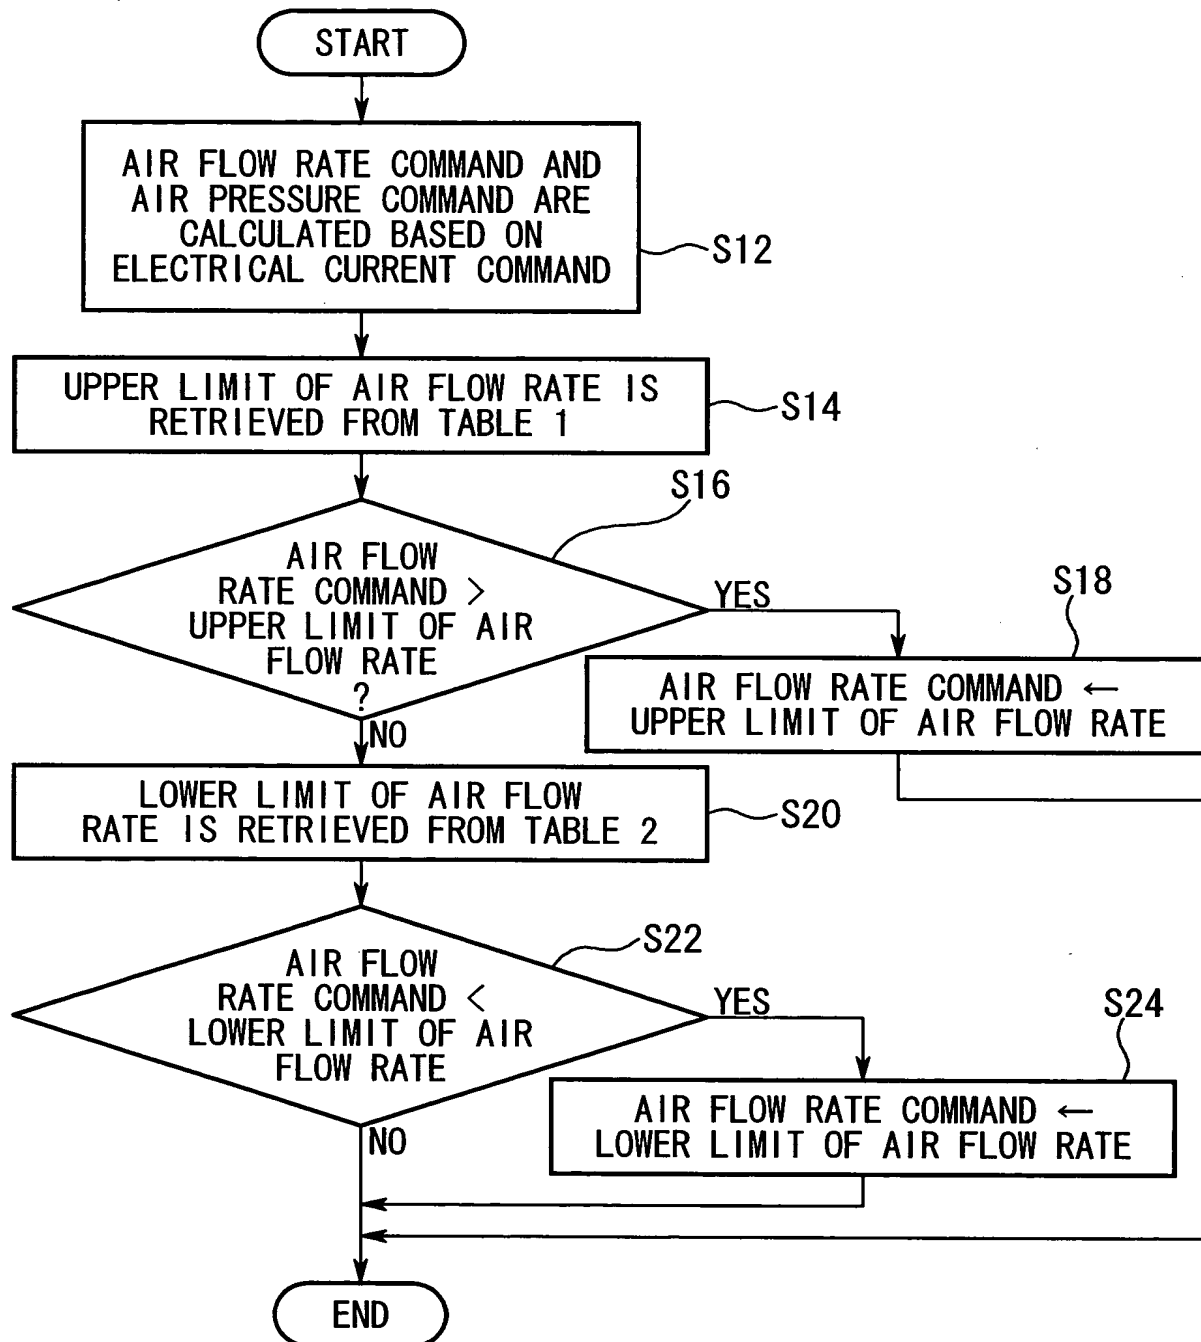 START
AIR FLOW RATE COMMAND AND
AIR PRESSURE COMMAND ARE
CALCULATED BASED ON
ELECTRICAL CURRENT COMMAND
S12
UPPER LIMIT OF AIR FLOW RATE IS
RETRIEVED FROM TABLE 1
S14
S16
AIR FLOW
RATE COMMAND >
UPPER LIMIT OF AIR
FLOW RATE
?
YES
NO
S18
AIR FLOW RATE COMMAND ←
UPPER LIMIT OF AIR FLOW RATE
LOWER LIMIT OF AIR FLOW
RATE IS RETRIEVED FROM TABLE 2
S20
S22
AIR FLOW
RATE COMMAND <
LOWER LIMIT OF AIR
FLOW RATE
YES
NO
S24
AIR FLOW RATE COMMAND ←
LOWER LIMIT OF AIR FLOW RATE
END